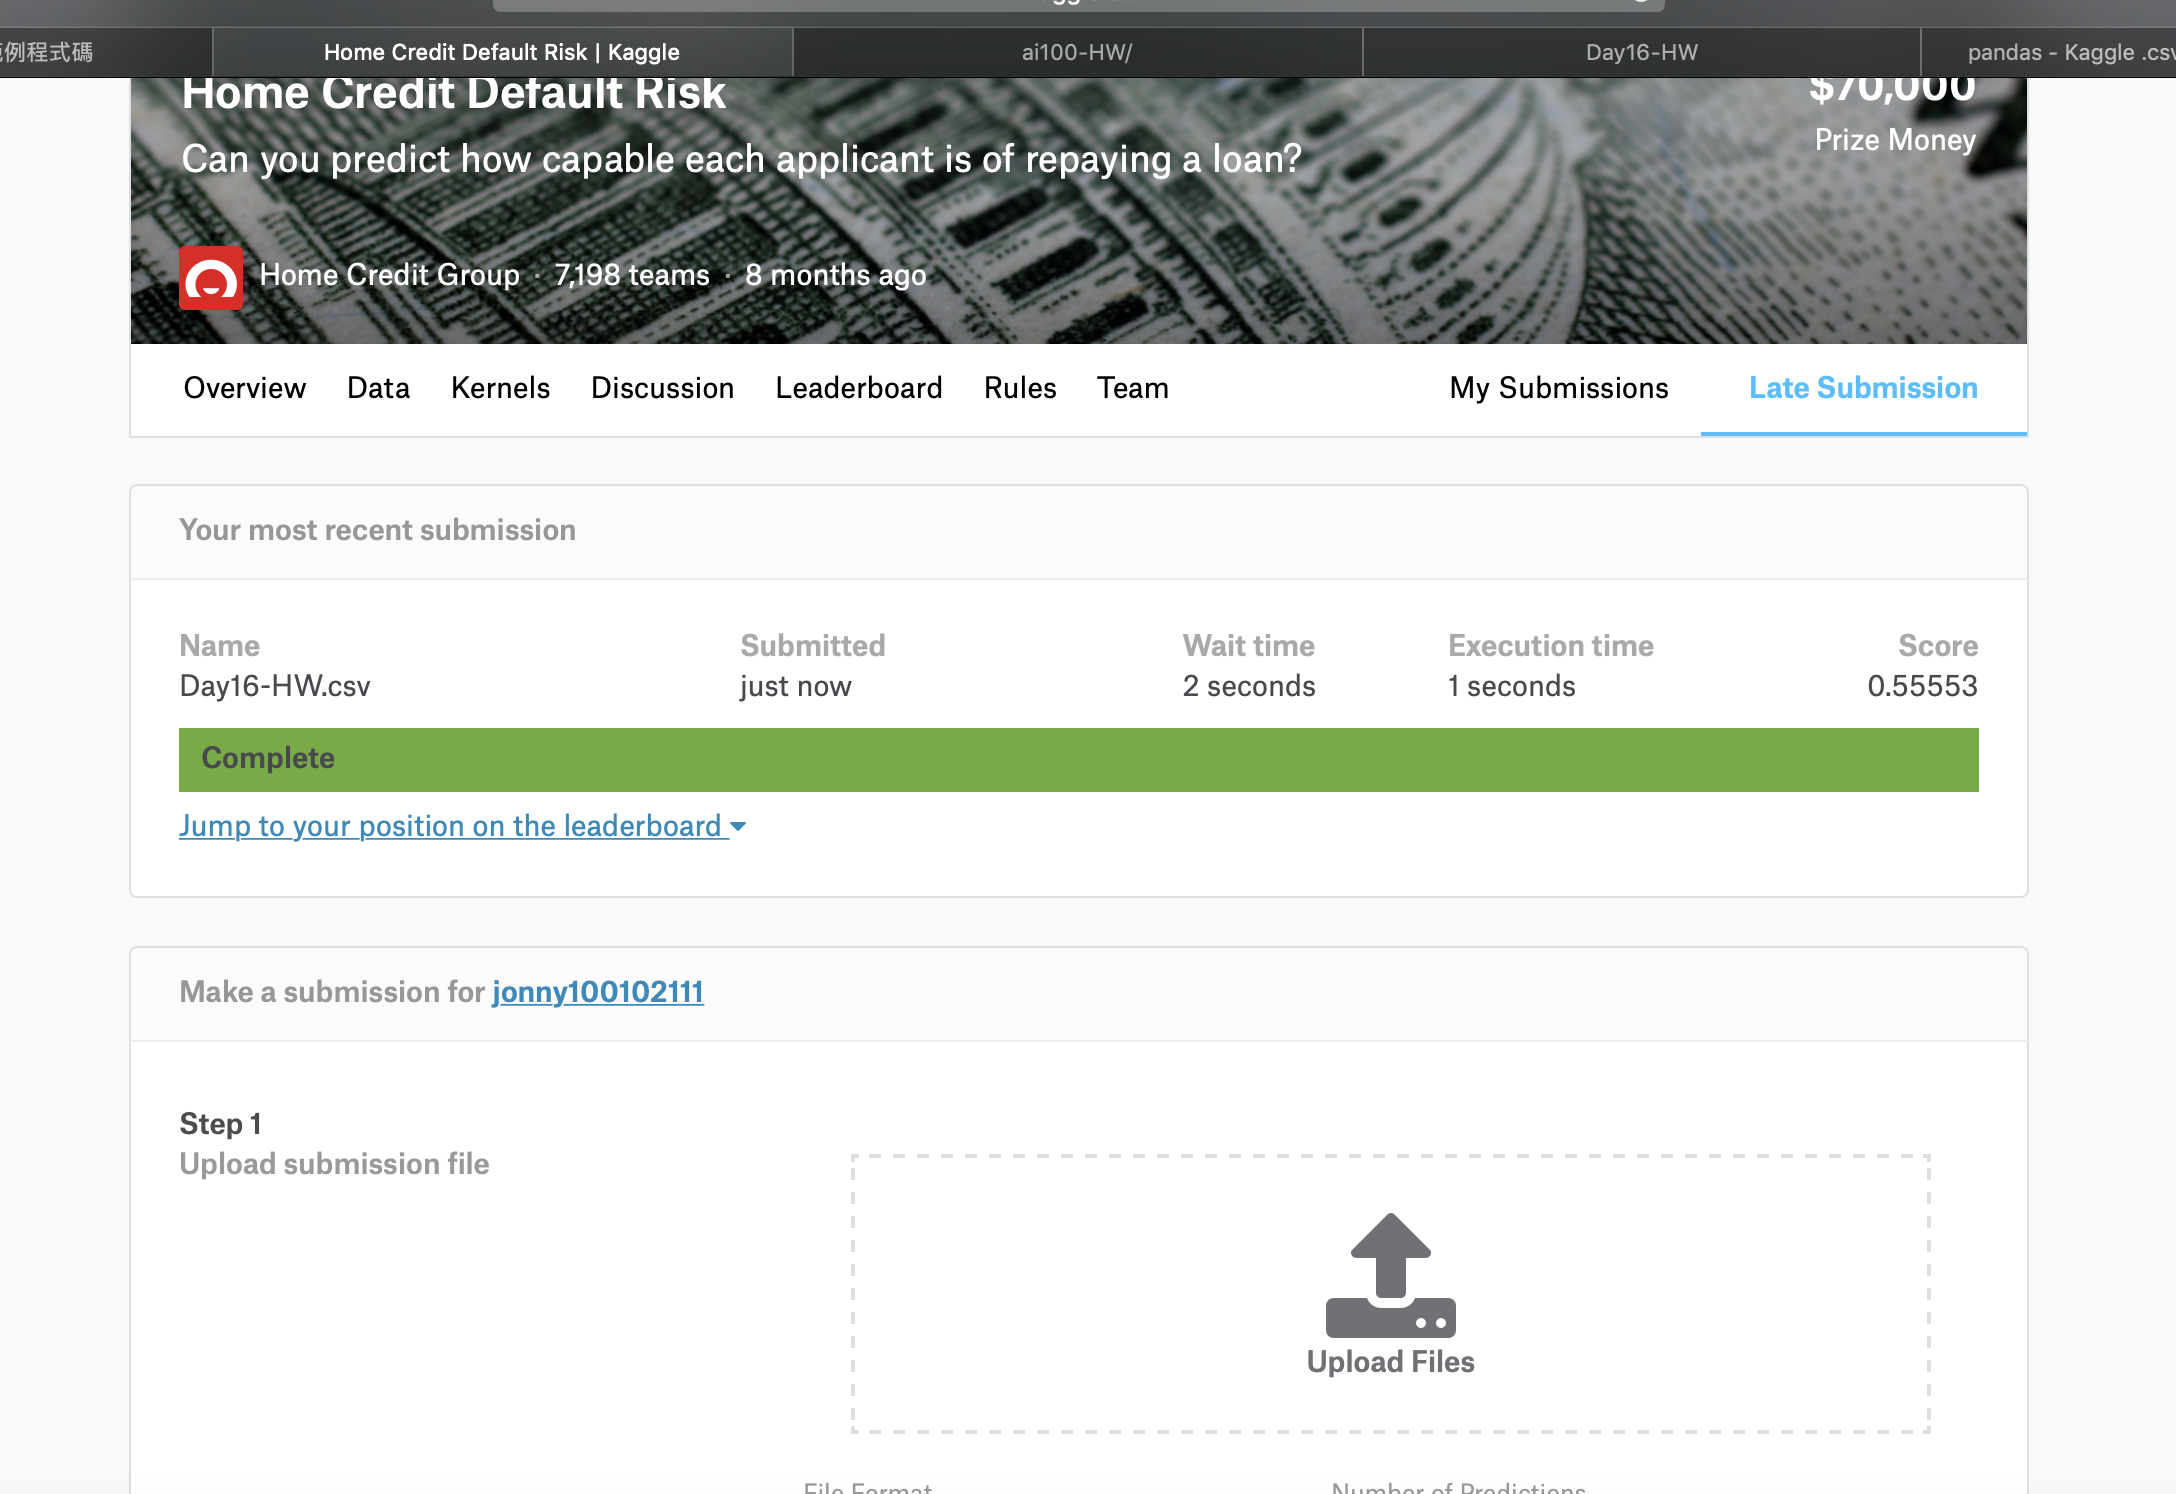 例程式碼
Home Credit Default Risk | Kaggle
ai100-HW/
Day16-HW
pandas - Kaggle .csv
Home Credit Default Risk
$70,000
Can you predict how capable each applicant is of repaying a loan?
Prize Money
Home Credit Group · 7,198 teams · 8 months ago
Overview Data Kernels Discussion Leaderboard Rules Team My Submissions Late Submission
Your most recent submission
Name Submitted Wait time Execution time Score
Day16-HW.csv just now 2 seconds 1 seconds 0.55553
Complete
Jump to your position on the leaderboard
Make a submission for jonny100102111
Step 1
Upload submission file
Upload Files
File Format Number of Predictions